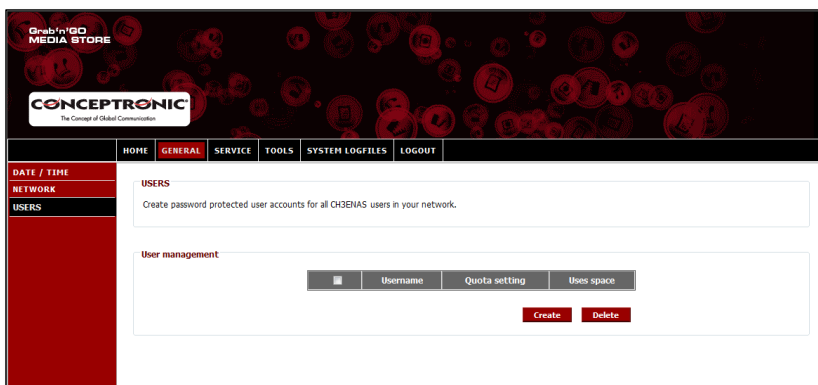 Grab'n'GO
MEDIA STORE
CONCEPTRONIC®
The Concept of Global Communication
HOME GENERAL SERVICE TOOLS SYSTEM LOGFILES LOGOUT
DATE / TIME
NETWORK
USERS
USERS
Create password protected user accounts for all CH3ENAS users in your network.
User management
Username Quota setting Uses space
Create Delete